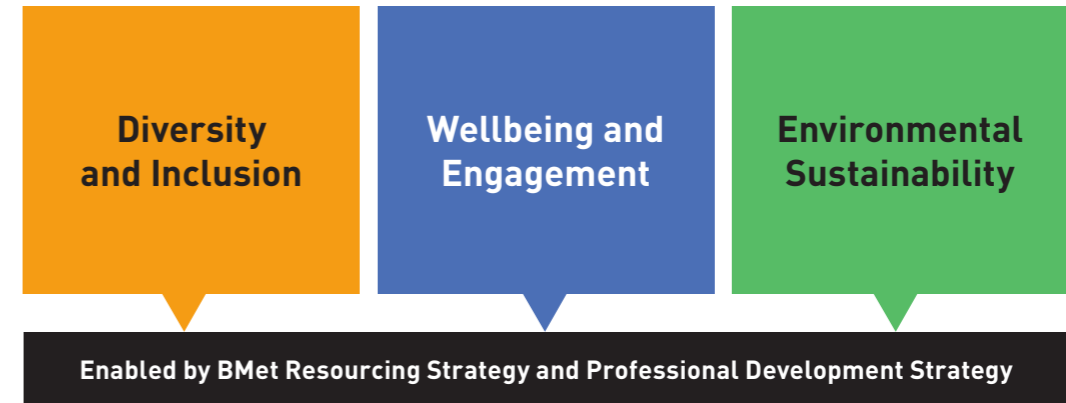 Diversity
and Inclusion
Wellbeing and
Engagement
Environmental
Sustainability
Enabled by BMet Resourcing Strategy and Professional Development Strategy